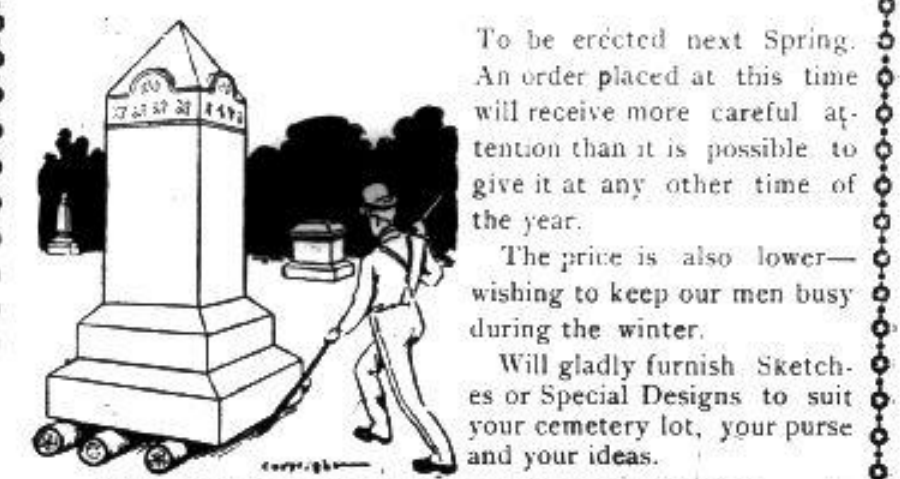 To be erected next Spring.
An order placed at this time
will receive more careful at-
tention than it is possible to
give it at any other time of
the year.
The price is also lower—
wishing to keep our men busy
during the winter.
Will gladly furnish Sketch-
es or Special Designs to suit
your cemetery lot, your purse
and your ideas.